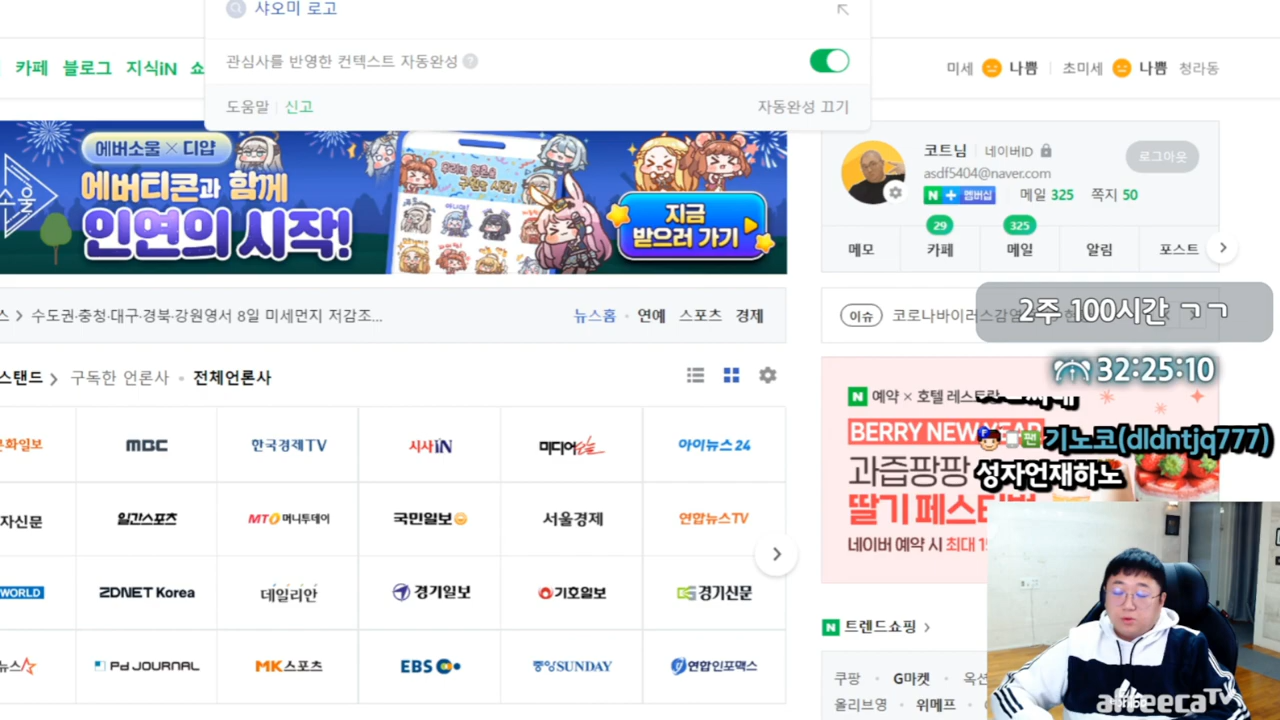 샤오미 로고
관심사를 반영한 컨텍스트 자동완성 ?
도움말 신고 자동완성 끄기
카페 블로그 지식iN 쇼
미세 나쁨 초미세 나쁨 청라동
에버소울 × 디얍
에버티콘과 함께
인연의 시작!
소울
지금
받으러 가기
코트님 네이버ID
로그아웃
asdf5404@naver.com
N + 멤버십 메일 325 쪽지 50
29 325
메모 카페 메일 알림 포스트
스 > 수도권·충청·대구·경북·강원영서 8일 미세먼지 저감조...
뉴스홈 연예 스포츠 경제
이슈 코로나바이러스감염
2주 100시간 ㄱㄱ
32:25:10
스탠드 > 구독한 언론사 전체언론사
N 예약 × 호텔 레스토랑
BERRY NEW YEAR
과즙팡팡
딸기 페스티벌
네이버 예약 시 최대
팬 기노코(dldntjq777)
성자언재하노
문화일보 MBC 한국경제TV 시사iN 미디어오늘 아이뉴스24
자신문 일간스포츠 MTO 머니투데이 국민일보 서울경제 연합뉴스TV
WORLD ZDNET Korea 데일리안 경기일보 기호일보 경기신문
뉴스 Pd JOURNAL MK스포츠 EBS 중앙SUNDAY 연합인포맥스
N 트렌드쇼핑 >
쿠팡 G마켓 옥션
올리브영 위메프
afreecaTV